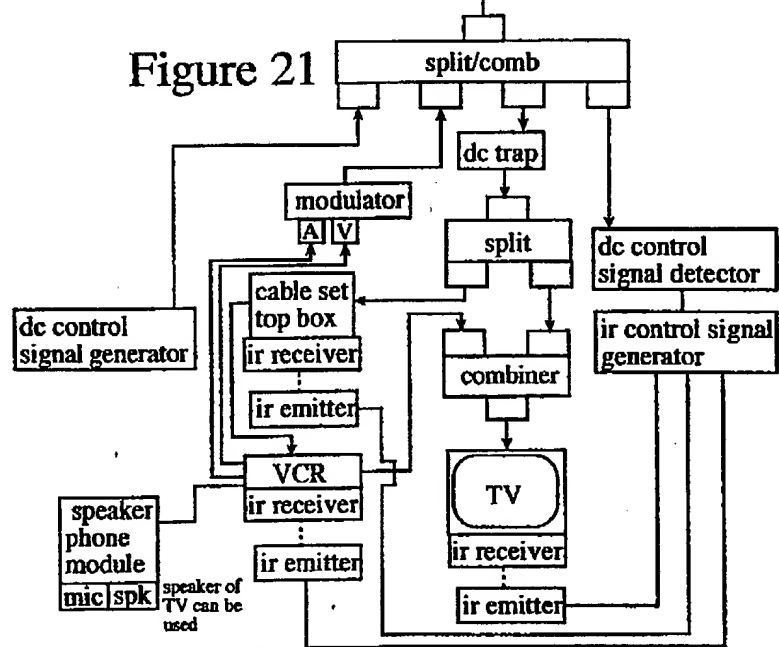 Figure 21
split/comb
dc trap
modulator
A V
split
dc control
signal detector
cable set
top box
dc control
signal generator
ir receiver
ir control signal
generator
combiner
ir emitter
VCR
TV
ir receiver
speaker
phone
module
mic spk
speaker of
TV can be
used
ir emitter
ir receiver
ir emitter